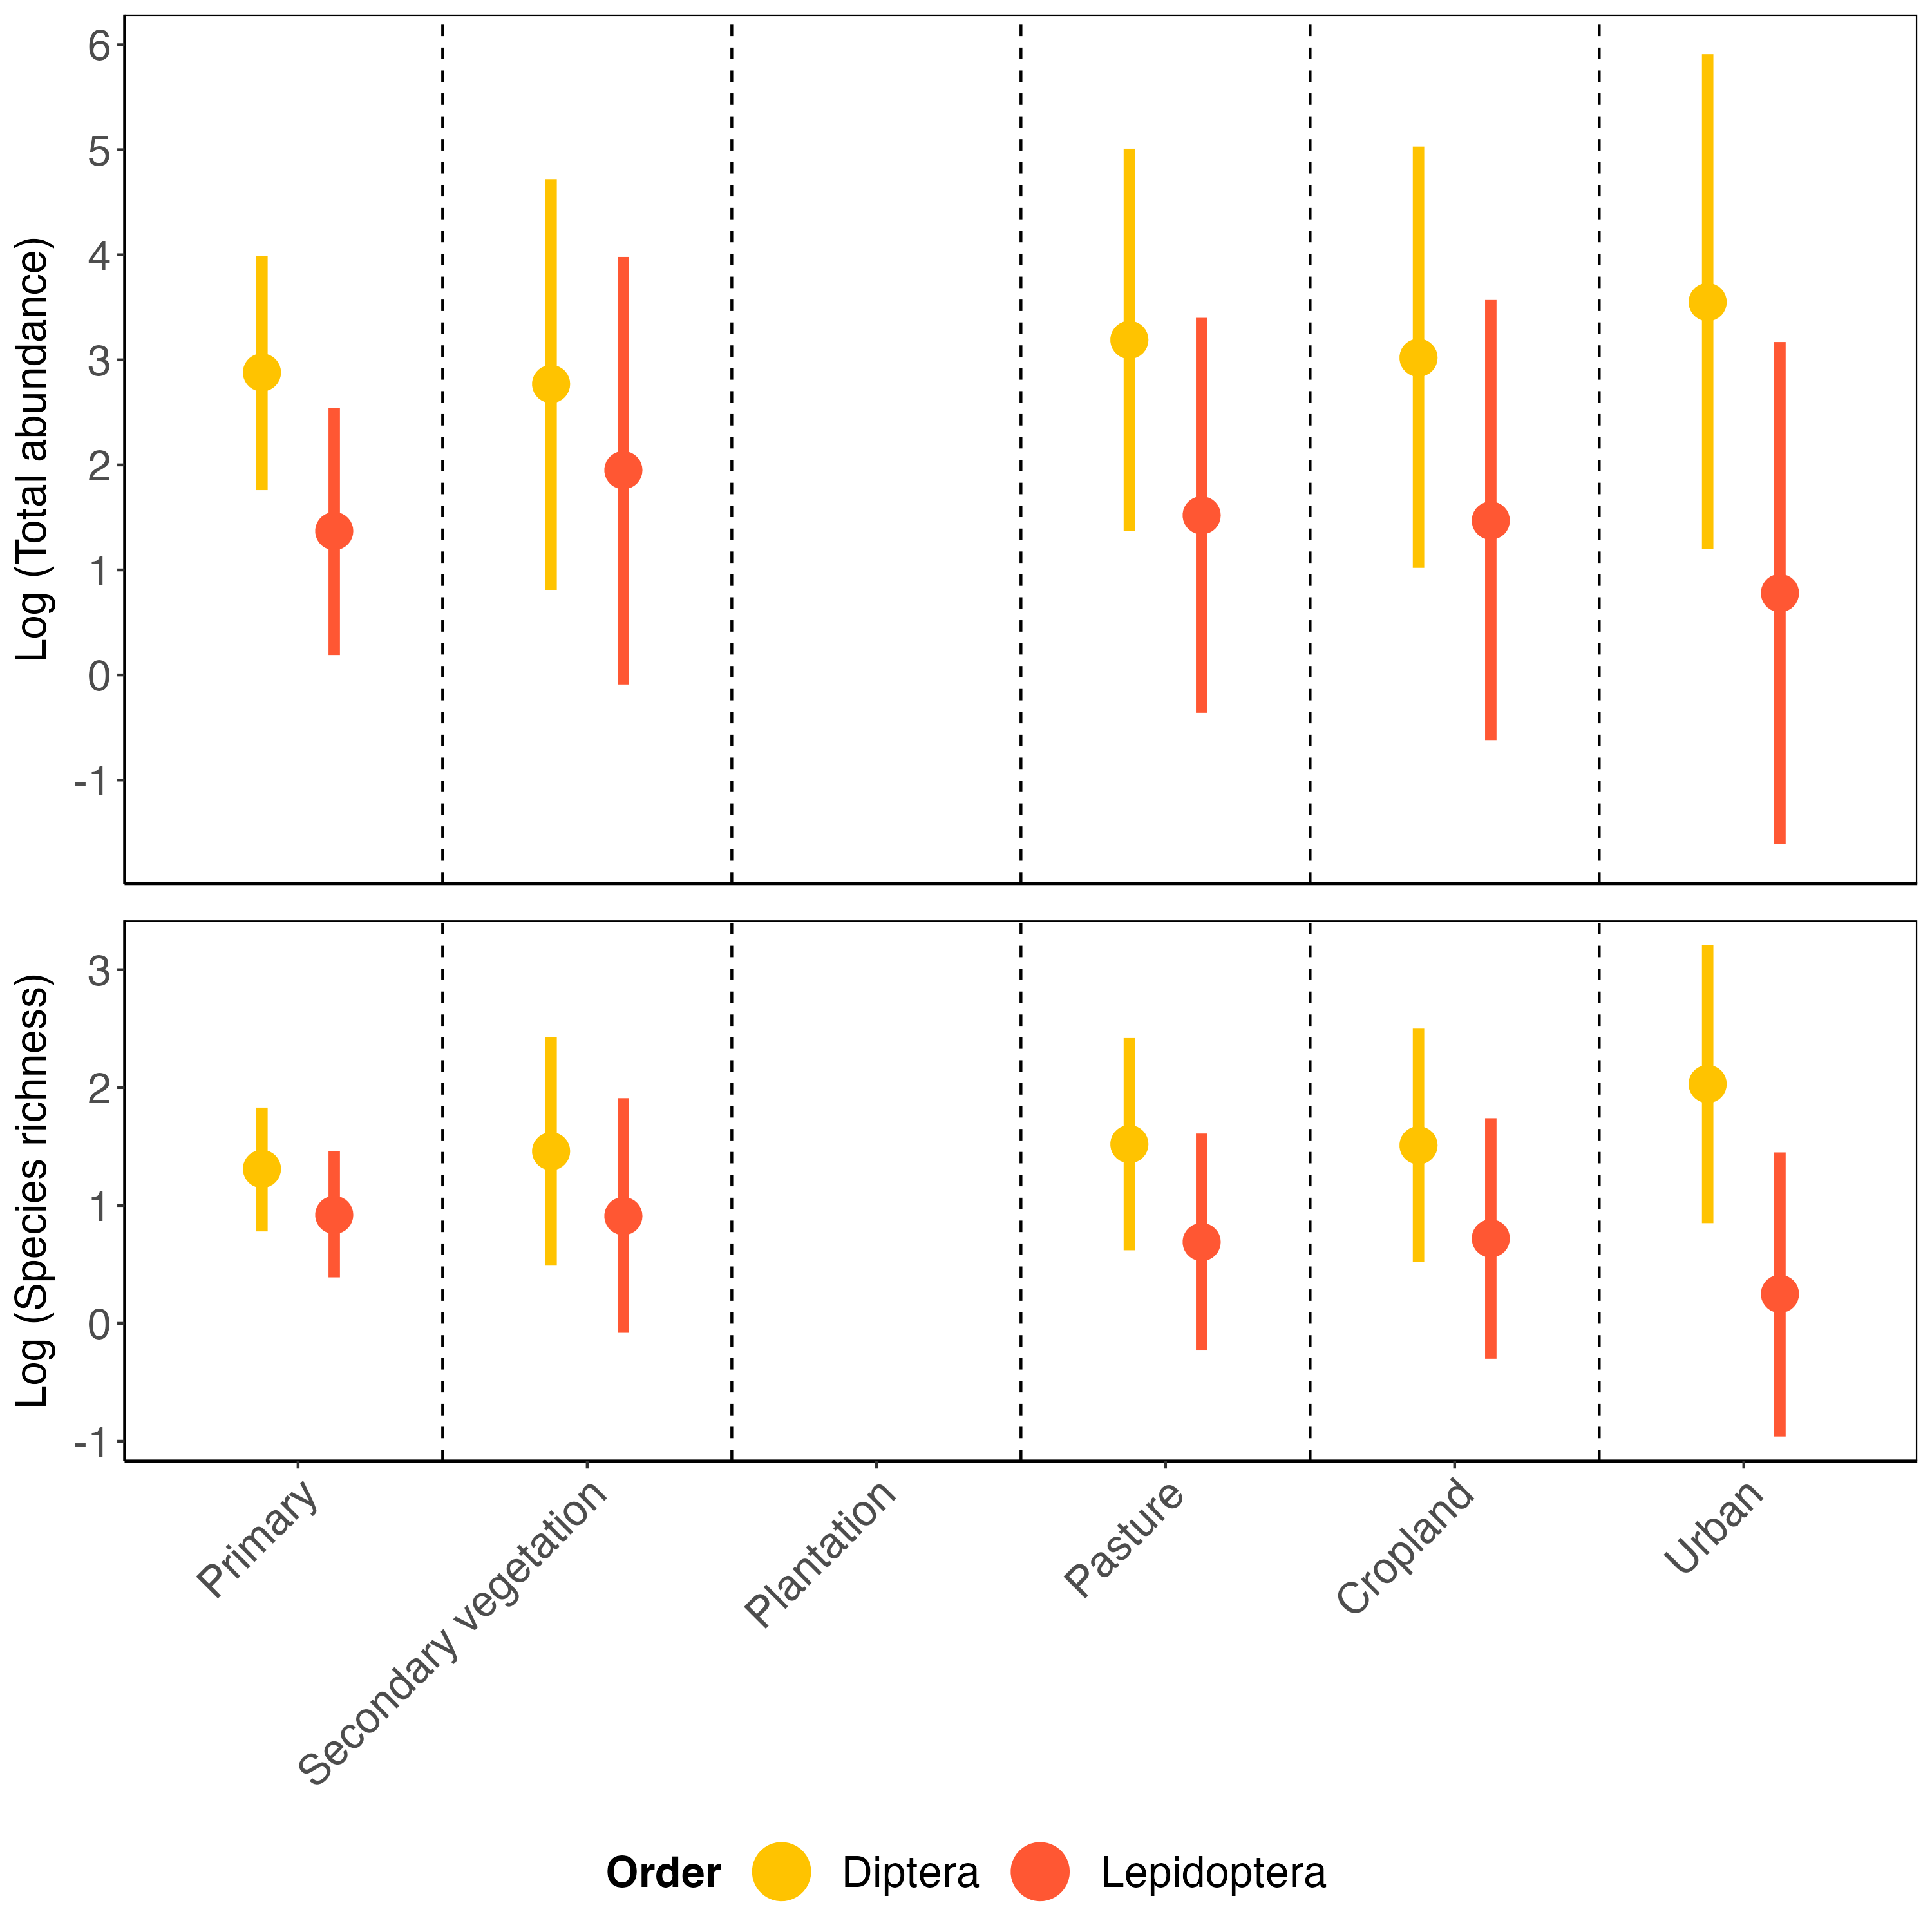 Log (Total abundance)
6
5
4
3
2
1
0
-1
Log (Species richness)
3
2
1
0
-1
Primary
Secondary vegetation
Plantation
Pasture
Cropland
Urban
Order Diptera Lepidoptera